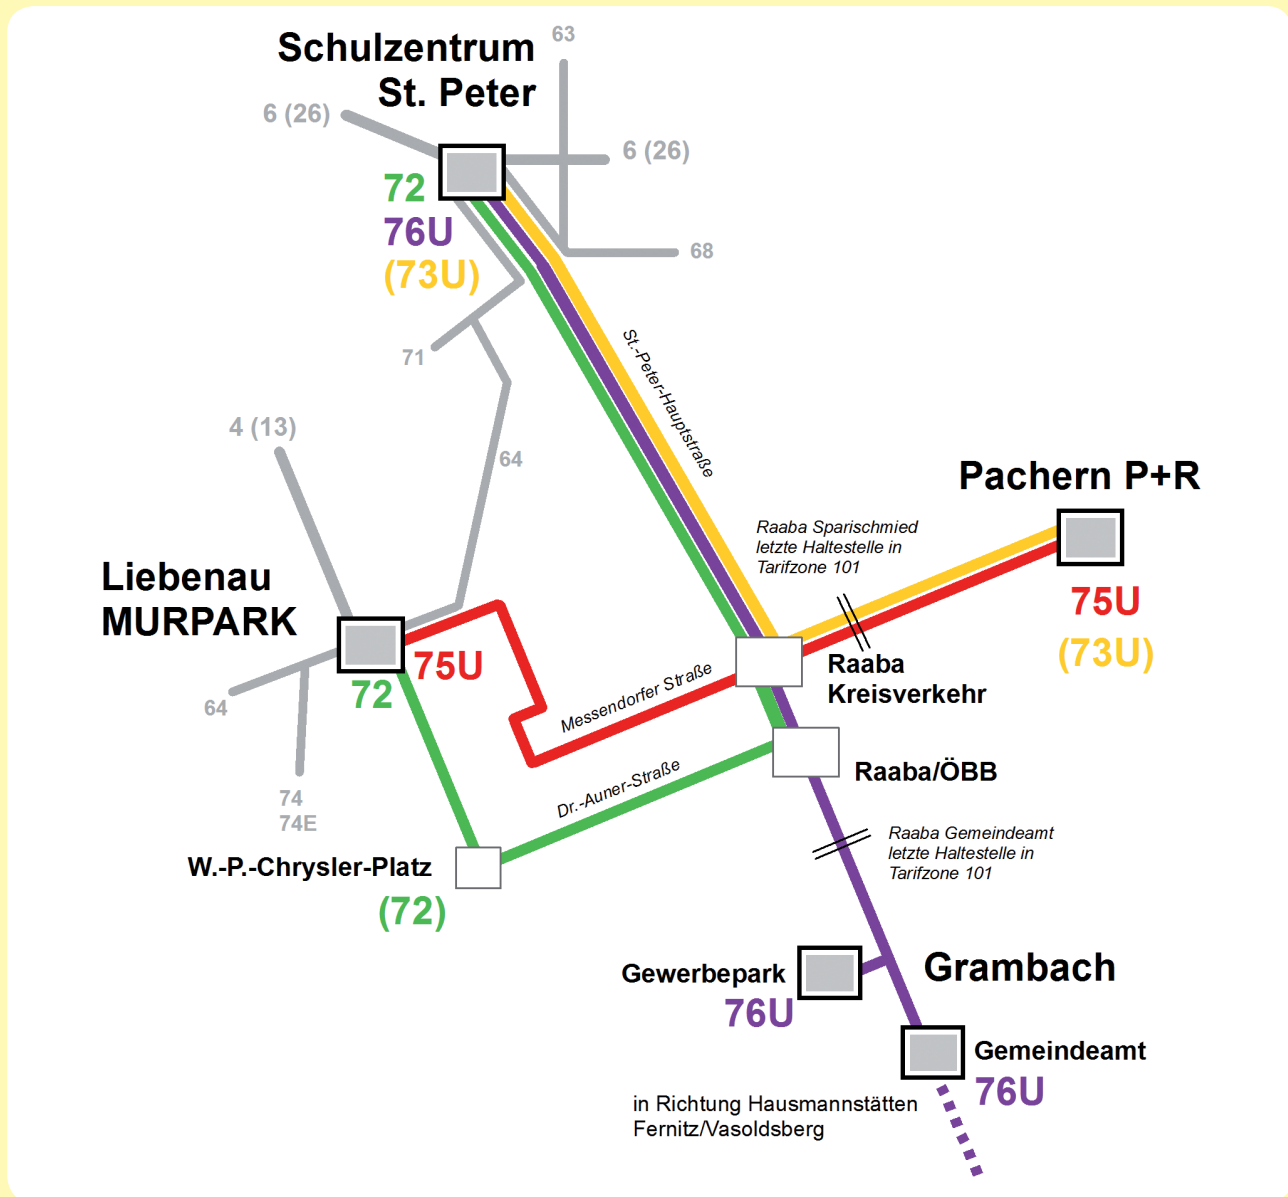 Schulzentrum
St. Peter
63
6 (26)
6 (26)
72
76U
(73U)
68
71
St.-Peter-Hauptstraße
4 (13)
64
Pachern P+R
Raaba Sparischmied
letzte Haltestelle in
Tarifzone 101
Liebenau
MURPARK
75U
(73U)
75U
72
Raaba
Kreisverkehr
Messendorfer Straße
64
74
74E
Raaba/ÖBB
Dr.-Auner-Straße
Raaba Gemeindeamt
letzte Haltestelle in
Tarifzone 101
W.-P.-Chrysler-Platz
(72)
Gewerbepark
76U
Grambach
Gemeindeamt
76U
in Richtung Hausmannstätten
Fernitz/Vasoldsberg